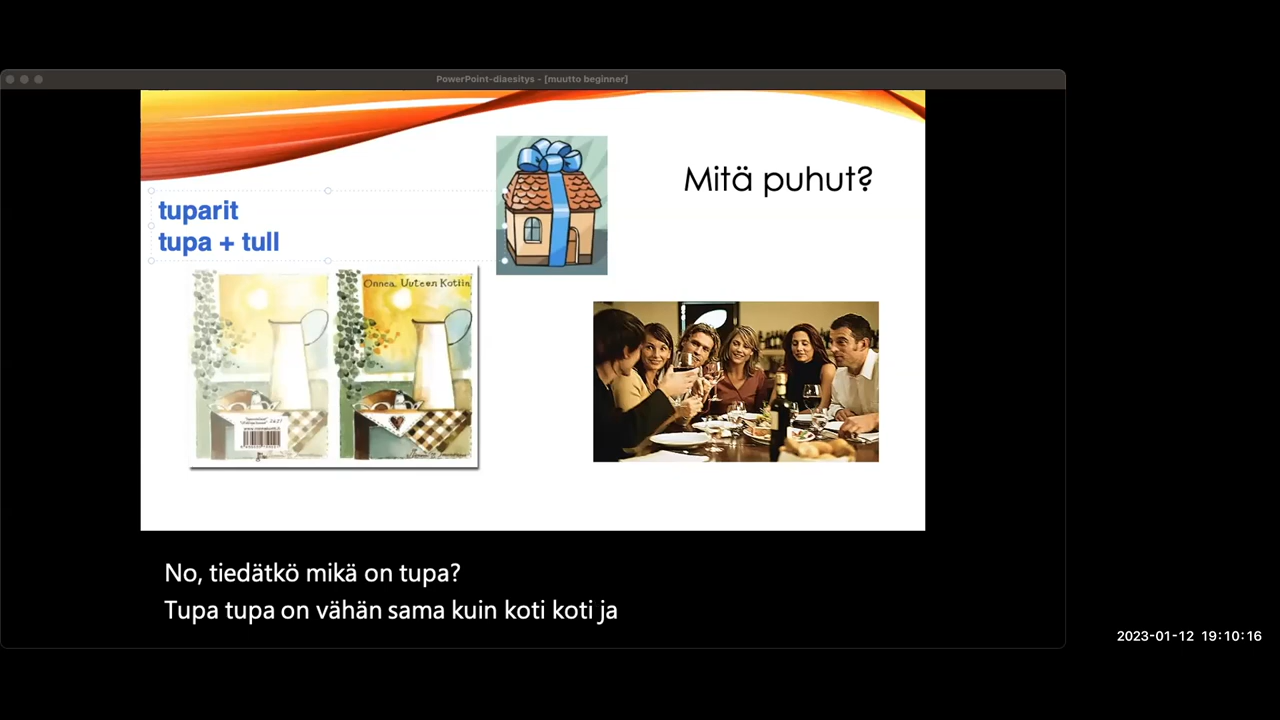 PowerPoint-diaesitys - [muutto beginner]
Mitä puhut?
tuparit
tupa + tull
Onnea Uuteen Kotiin
No, tiedätkö mikä on tupa?
Tupa tupa on vähän sama kuin koti koti ja
2023-01-12 19:10:16